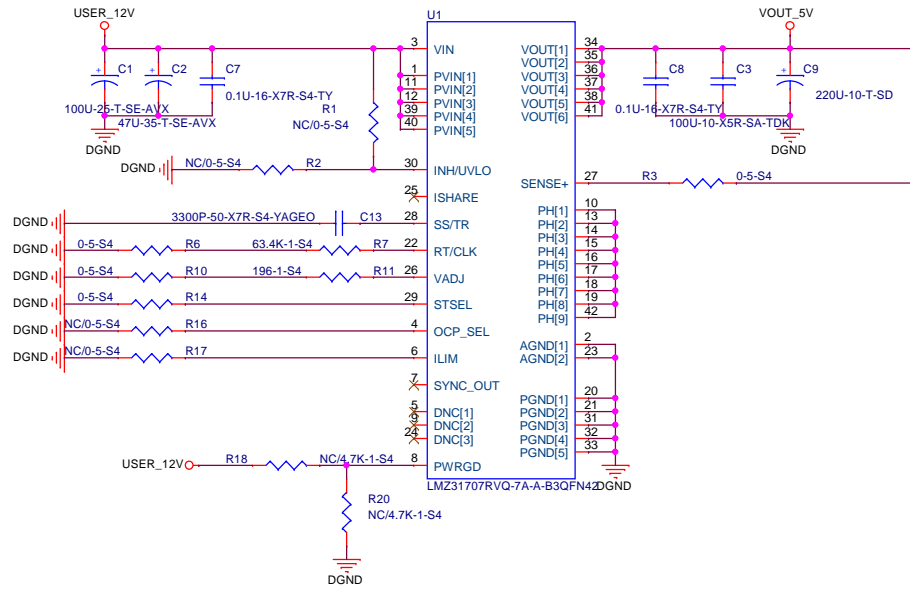 USER_12V
U1
VOUT_5V
3
VIN
VOUT[1]
34
VOUT[2]
35
C1
C2
C7
1
PVIN[1]
VOUT[3]
36
C8
C3
C9
11
PVIN[2]
VOUT[4]
37
0.1U-16-X7R-S4-TY
12
PVIN[3]
VOUT[5]
38
220U-10-T-SD
100U-25-T-SE-AVX
R1
39
PVIN[4]
VOUT[6]
41
0.1U-16-X7R-S4-TY
47U-35-T-SE-AVX
NC/0-5-S4
40
PVIN[5]
100U-10-X5R-SA-TDK
DGND
DGND
DGND
NC/0-5-S4
R2
30
INH/UVLO
SENSE+
27
R3
0-5-S4
25
ISHARE
PH[1]
10
DGND
3300P-50-X7R-S4-YAGEO
C13
28
SS/TR
PH[2]
13
PH[3]
14
DGND
0-5-S4
R6
63.4K-1-S4
R7
22
RT/CLK
PH[4]
15
PH[5]
16
DGND
0-5-S4
R10
196-1-S4
R11
26
VADJ
PH[6]
17
PH[7]
18
DGND
0-5-S4
R14
29
STSEL
PH[8]
19
PH[9]
42
DGND
NC/0-5-S4
R16
4
OCP_SEL
AGND[1]
2
DGND
NC/0-5-S4
R17
6
ILIM
AGND[2]
23
7
SYNC_OUT
PGND[1]
20
5
DNC[1]
PGND[2]
21
9
DNC[2]
PGND[3]
31
24
DNC[3]
PGND[4]
32
PGND[5]
33
USER_12V
R18
NC/4.7K-1-S4
8
PWRGD
LMZ31707RVQ-7A-A-B3QFN42
DGND
R20
NC/4.7K-1-S4
DGND